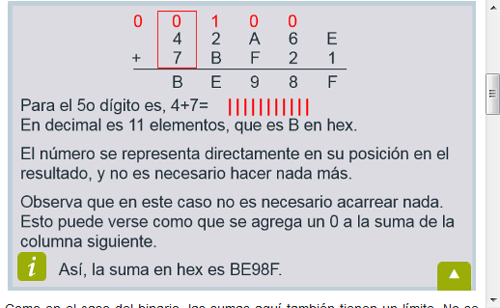 0 0 1 0 0
4 2 A 6 E
+ 7 B F 2 1
B E 9 8 F
Para el 5o dígito es, 4+7= |||||||||||
En decimal es 11 elementos, que es B en hex.
El número se representa directamente en su posición en el
resultado, y no es necesario hacer nada más.
Observa que en este caso no es necesario acarrear nada.
Esto puede verse como que se agrega un 0 a la suma de la
columna siguiente.
i Así, la suma en hex es BE98F.